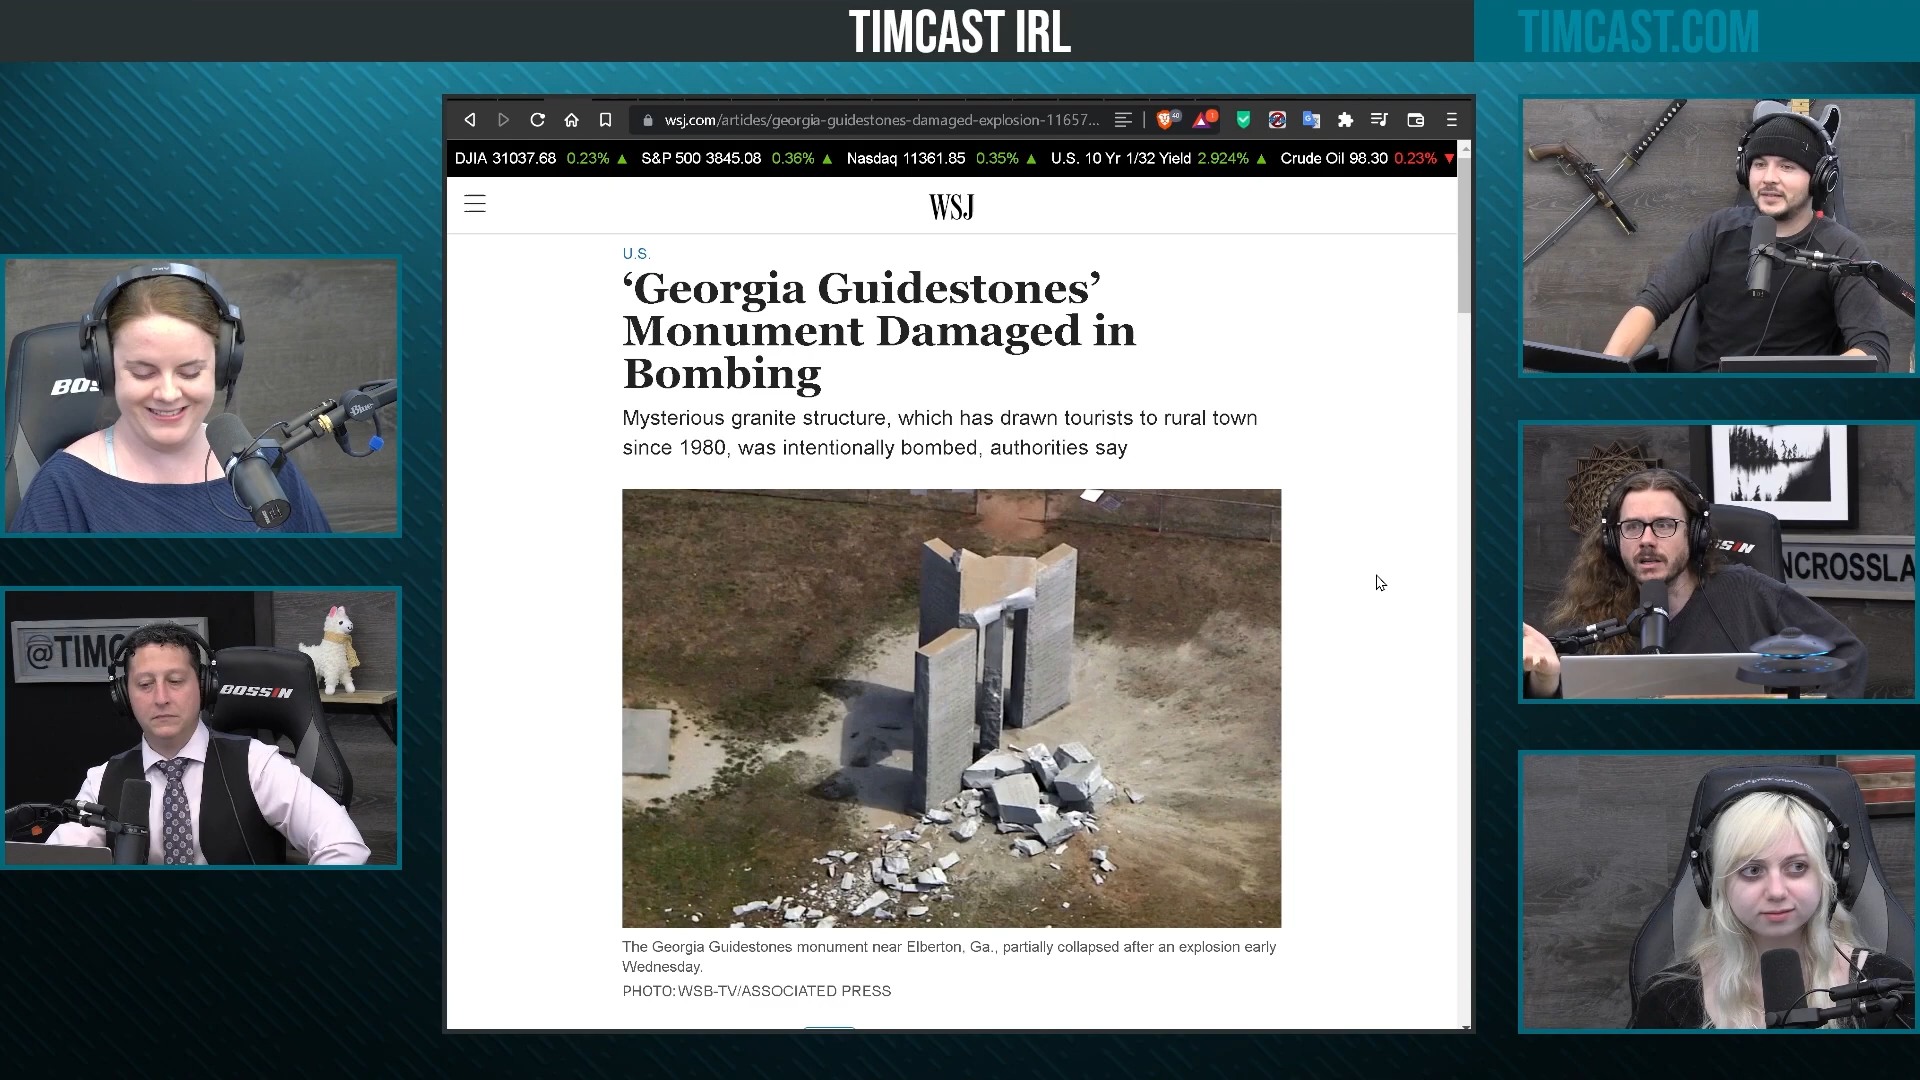 TIMCAST IRL
TIMCAST.COM
wsj.com/articles/georgia-guidestones-damaged-explosion-11657...
DJIA 31037.68 0.23% ▲ S&P 500 3845.08 0.36% ▲ Nasdaq 11361.85 0.35% ▲ U.S. 10 Yr 1/32 Yield 2.924% ▲ Crude Oil 98.30 0.23% ▼
WSJ
U.S.
‘Georgia Guidestones’
Monument Damaged in
Bombing
Mysterious granite structure, which has drawn tourists to rural town
since 1980, was intentionally bombed, authorities say
The Georgia Guidestones monument near Elberton, Ga., partially collapsed after an explosion early
Wednesday.
PHOTO: WSB-TV/ASSOCIATED PRESS
BOS
Blue
@TIMC
BOSSIN
SSIN
NCROSSLA